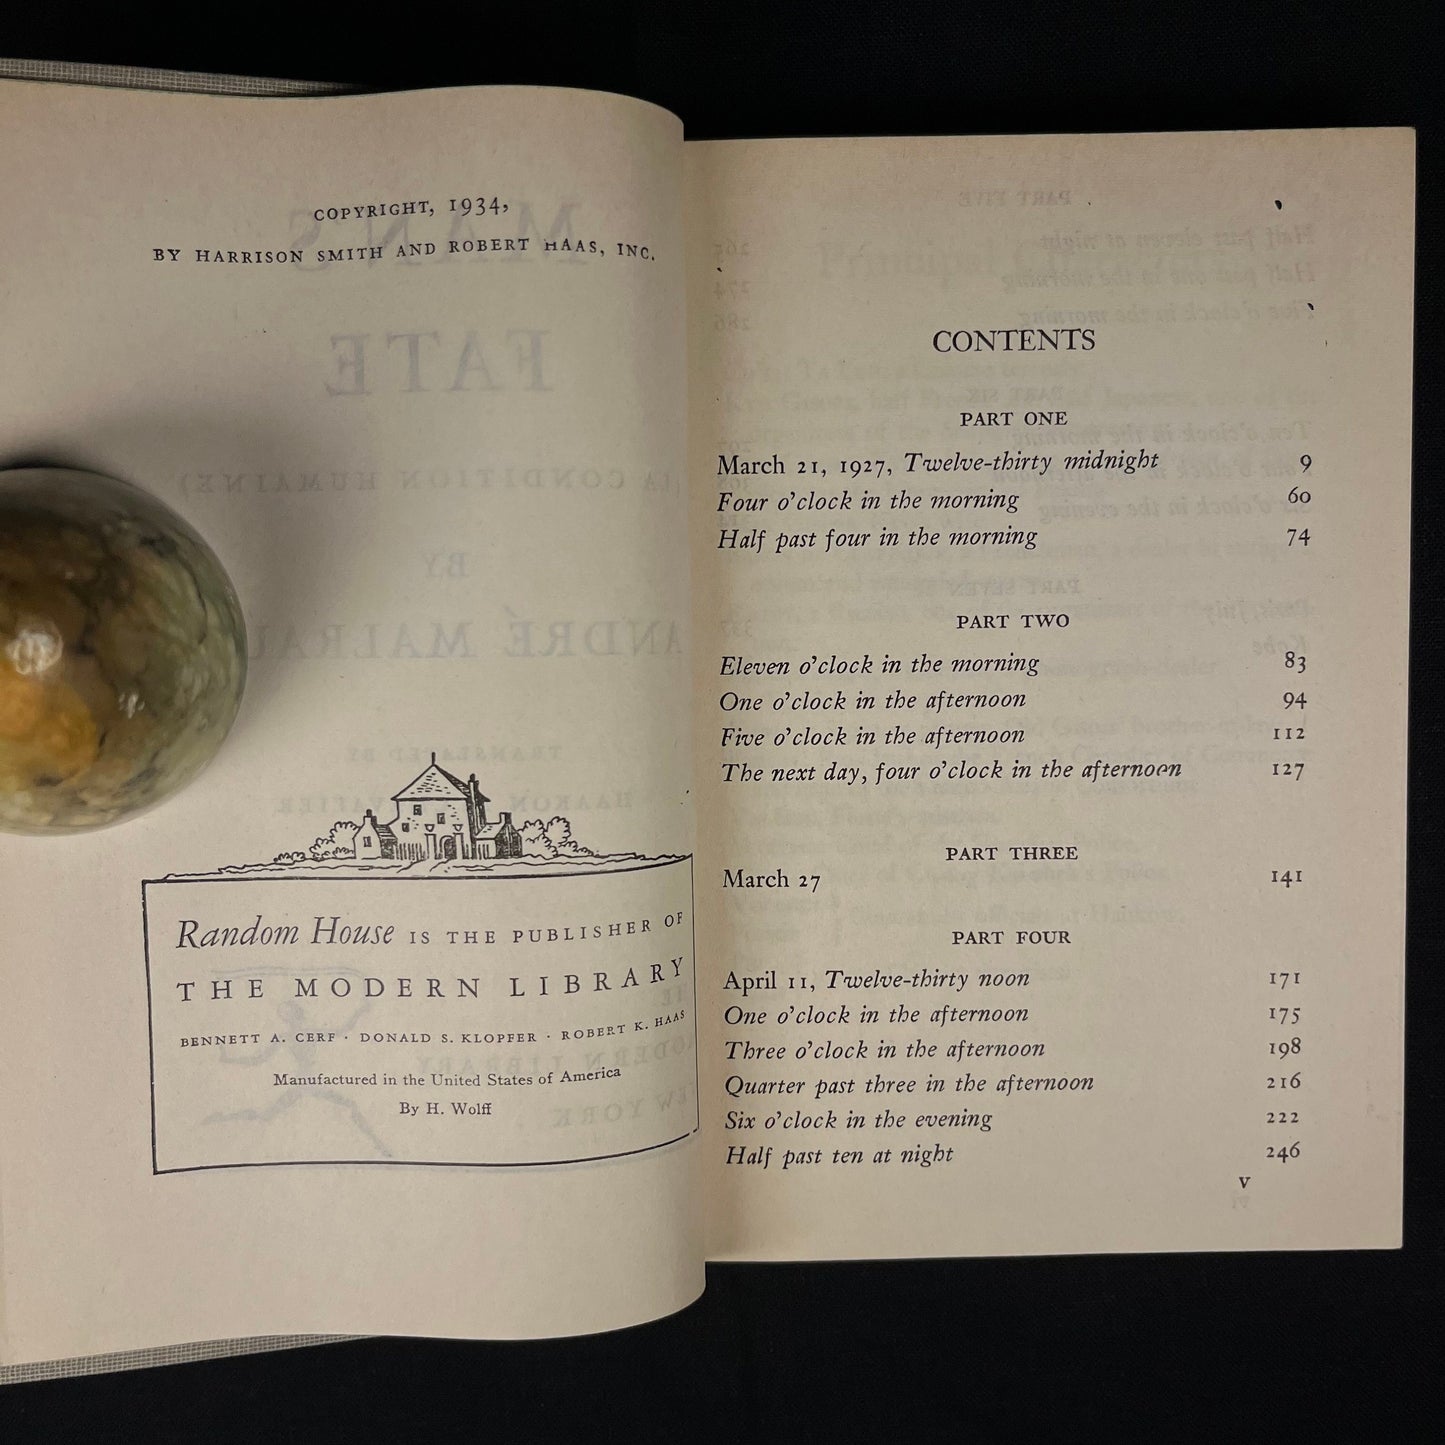 COPYRIGHT, 1934,
BY HARRISON SMITH AND ROBERT HAAS, INC.
Random House IS THE PUBLISHER OF
THE MODERN LIBRARY
BENNETT A. CERF · DONALD S. KLOPFER · ROBERT K. HAAS
Manufactured in the United States of America
By H. Wolff
CONTENTS
PART ONE
March 21, 1927, Twelve-thirty midnight 9
Four o'clock in the morning 60
Half past four in the morning 74
PART TWO
Eleven o'clock in the morning 83
One o'clock in the afternoon 94
Five o'clock in the afternoon 112
The next day, four o'clock in the afternoon 127
PART THREE
March 27 141
PART FOUR
April 11, Twelve-thirty noon 171
One o'clock in the afternoon 175
Three o'clock in the afternoon 198
Quarter past three in the afternoon 216
Six o'clock in the evening 222
Half past ten at night 246
v